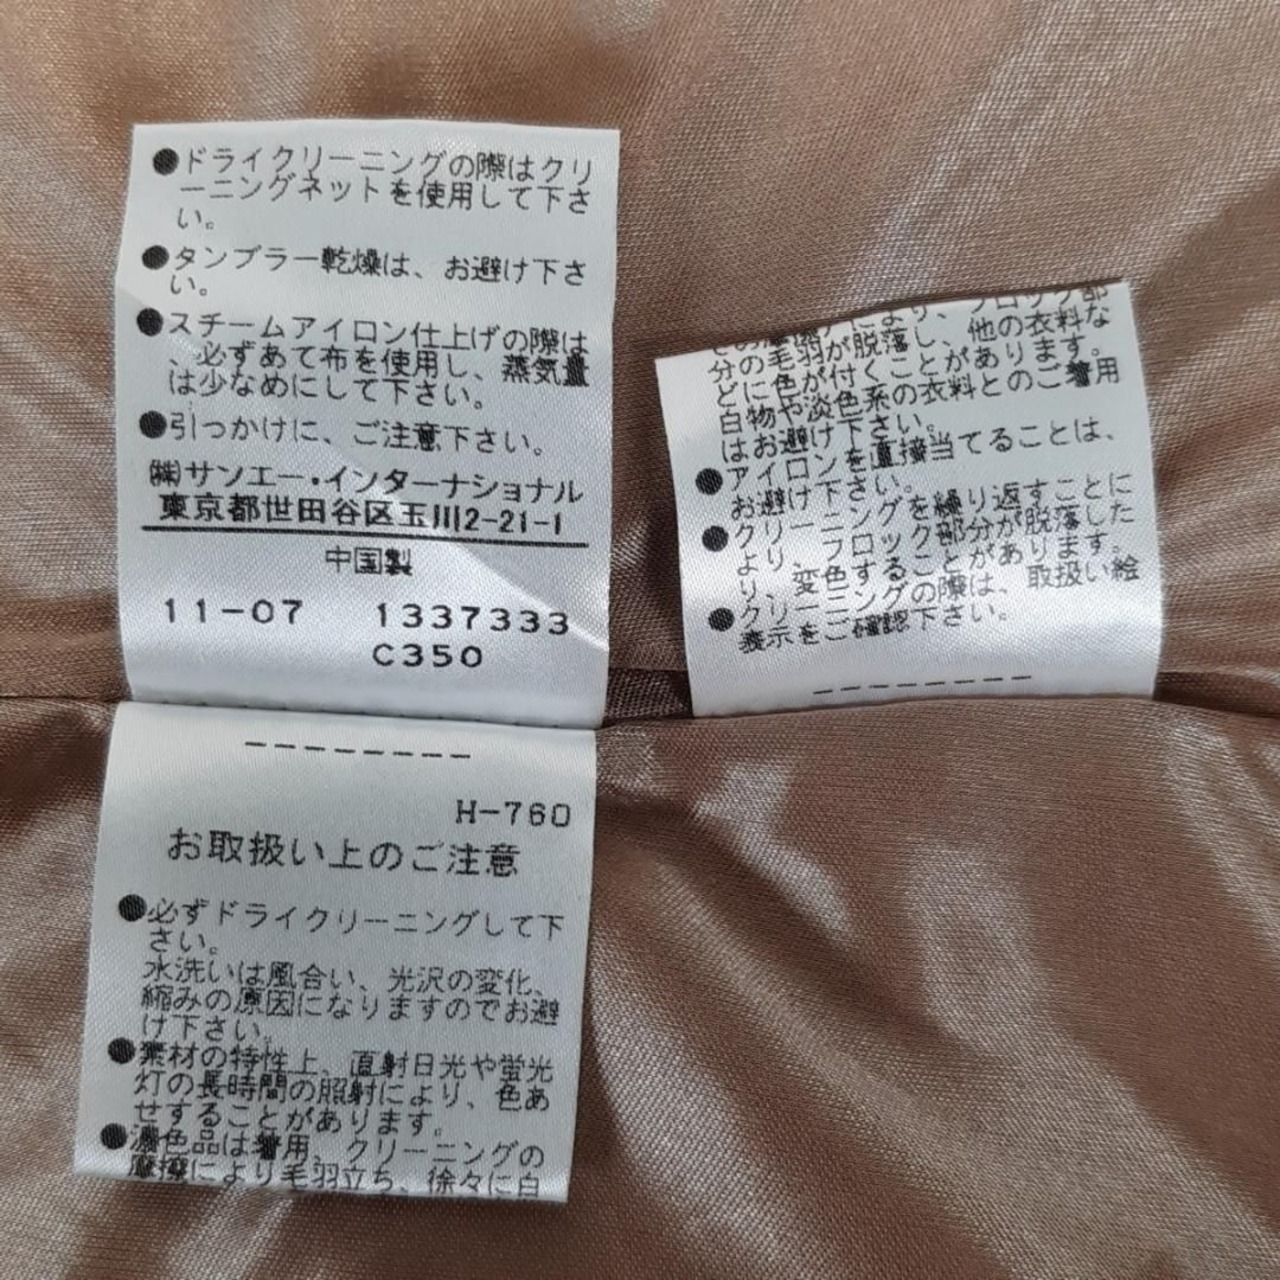 ●ドライクリーニングの際はクリ
ーニングネットを使用して下さ
い。
●タンブラー乾燥は、お避け下さ
い。
●スチームアイロン仕上げの際は
、必ずあて布を使用し、蒸気量
は少なめにして下さい。
●引っかけに、ご注意下さい。
㈱サンエー・インターナショナル
東京都世田谷区玉川2-21-1
中国製
11-07 1337333
C350
--------
H-760
お取扱い上のご注意
●必ずドライクリーニングして下
さい。
水洗いは風合い、光沢の変化、
縮みの原因になりますのでお避
け下さい。
●素材の特性上、直射日光や蛍光
灯の長時間の照射により、色あ
せすることがあります。
●濃色品は着用、クリーニングの
摩擦により毛羽立ち、徐々に白
により、フロック部
分の毛羽が脱落し、他の衣料な
どに色が付くことがあります。
白物や淡色系の衣料とのご着用
はお避け下さい。
●アイロンを直接当てることは、
お避け下さい。
●クリーニングを繰り返すことに
より、フロック部分が脱落した
り、変色することがあります。
●クリーニングの際は、取扱い絵
表示をご確認下さい。
--------